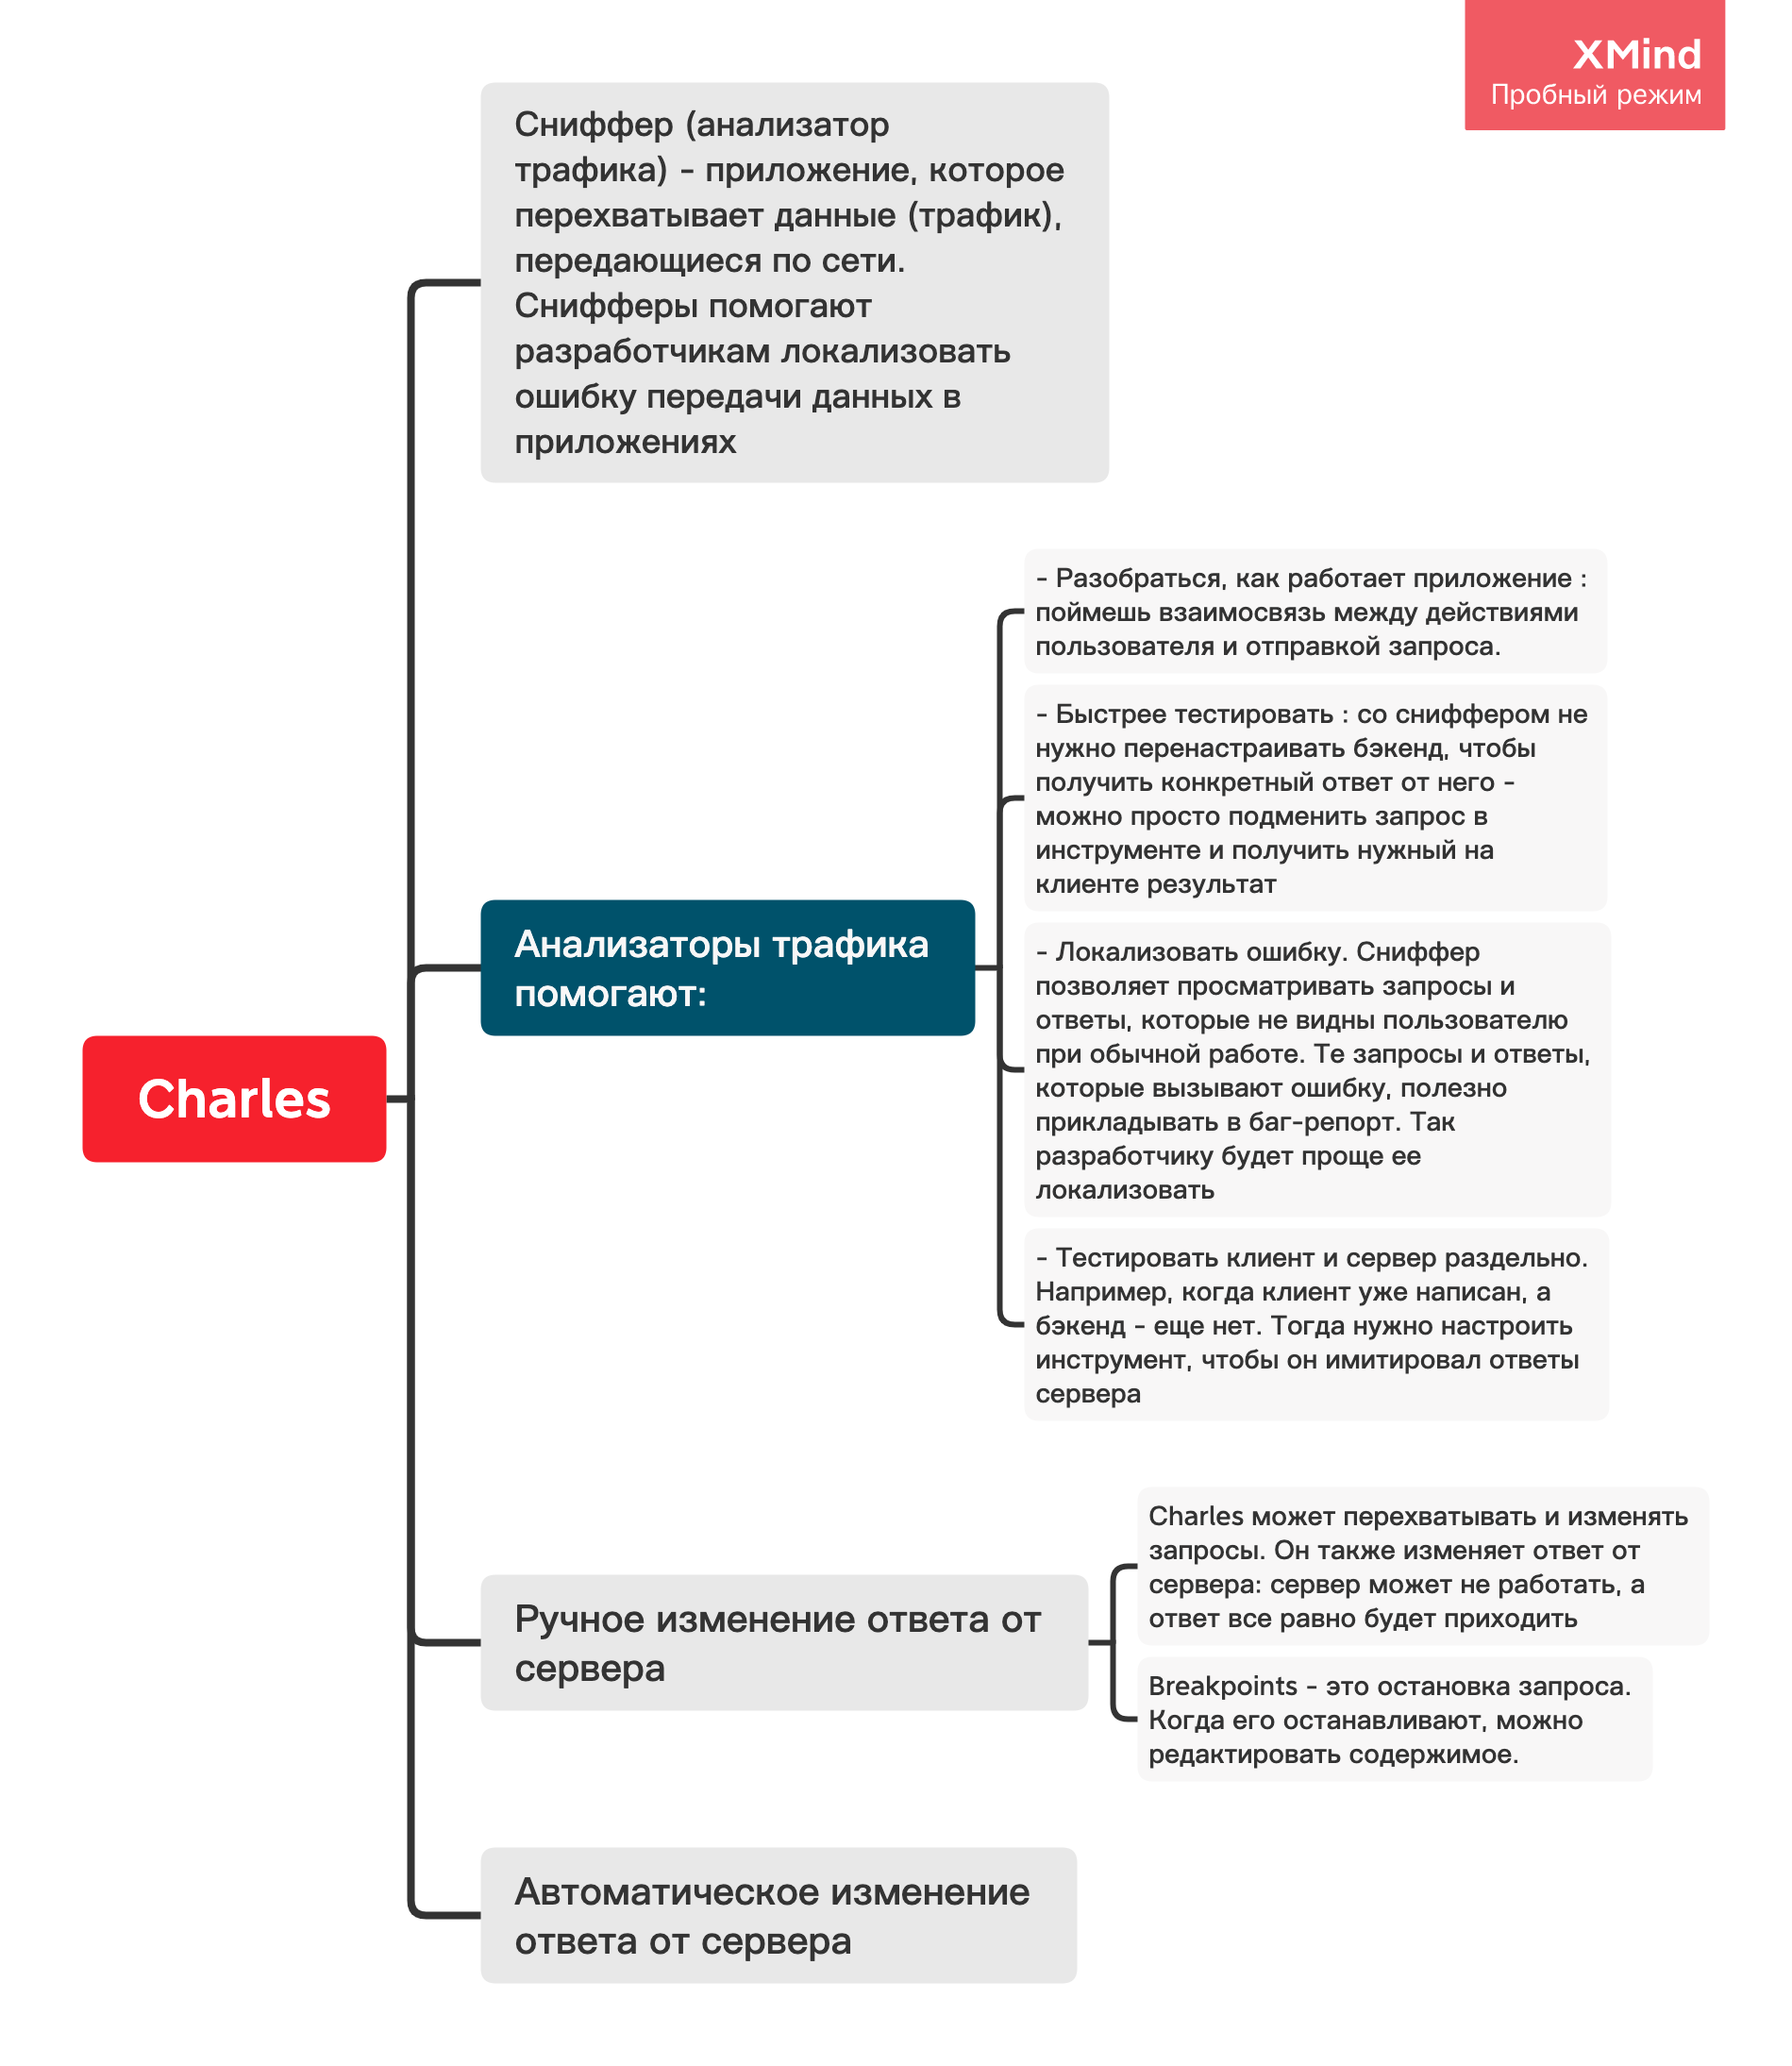 XMind
Пробный режим
Сниффер (анализатор
трафика) - приложение, которое
перехватывает данные (трафик),
передающиеся по сети.
Снифферы помогают
разработчикам локализовать
ошибку передачи данных в
приложениях
- Разобраться, как работает приложение :
поймешь взаимосвязь между действиями
пользователя и отправкой запроса.
- Быстрее тестировать : со сниффером не
нужно перенастраивать бэкенд, чтобы
получить конкретный ответ от него -
можно просто подменить запрос в
инструменте и получить нужный на
клиенте результат
Анализаторы трафика
помогают:
- Локализовать ошибку. Сниффер
позволяет просматривать запросы и
ответы, которые не видны пользователю
при обычной работе. Те запросы и ответы,
которые вызывают ошибку, полезно
прикладывать в баг-репорт. Так
разработчику будет проще ее
локализовать
Charles
- Тестировать клиент и сервер раздельно.
Например, когда клиент уже написан, а
бэкенд - еще нет. Тогда нужно настроить
инструмент, чтобы он имитировал ответы
сервера
Charles может перехватывать и изменять
запросы. Он также изменяет ответ от
сервера: сервер может не работать, а
ответ все равно будет приходить
Ручное изменение ответа от
сервера
Breakpoints - это остановка запроса.
Когда его останавливают, можно
редактировать содержимое.
Автоматическое изменение
ответа от сервера